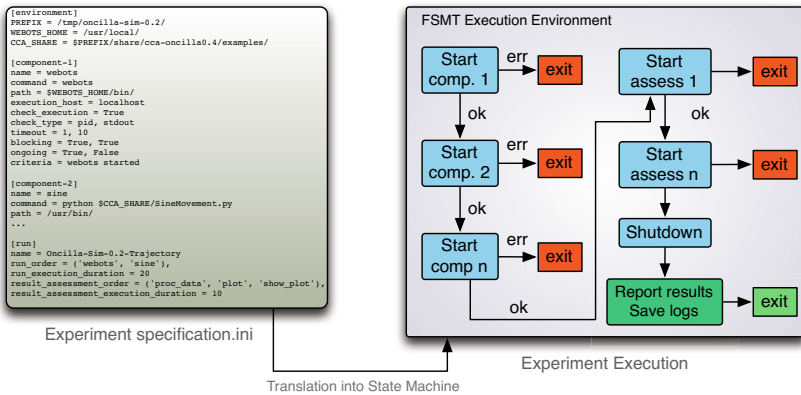 [environment]
PREFIX = /tmp/oncilla-sim-0.2/
WEBOTS_HOME = /usr/local/
CCA_SHARE = $PREFIX/share/cca-oncilla0.4/examples/
[component-1]
name = webots
command = webots
path = $WEBOTS_HOME/bin/
execution_host = localhost
check_execution = True
check_type = pid, stdout
timeout = 1, 10
blocking = True, True
ongoing = True, False
criteria = webots started
[component-2]
name = sine
command = python $CCA_SHARE/SineMovement.py
path = /usr/bin/
...
[run]
name = Oncilla-Sim-0.2-Trajectory
run_order = ('webots', 'sine'),
run_execution_duration = 20
result_assessment_order = ('proc_data', 'plot', 'show_plot'),
result_assessment_execution_duration = 10
Experiment specification.ini
FSMT Execution Environment
Start
comp. 1
err
exit
ok
Start
comp. 2
err
exit
ok
Start
comp n
err
exit
ok
Start
assess 1
exit
ok
Start
assess n
exit
Shutdown
Report results
Save logs
exit
Experiment Execution
Translation into State Machine